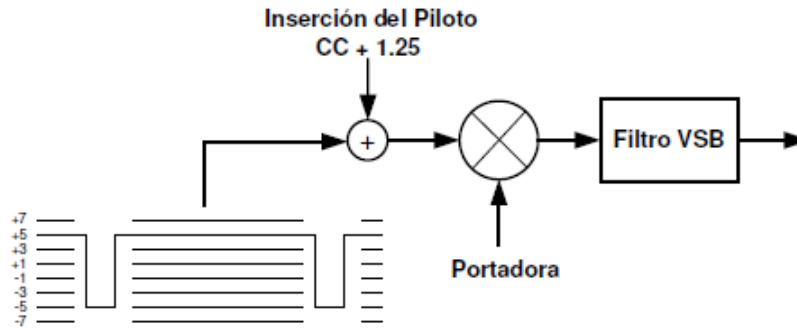 Inserción del Piloto
CC + 1.25
+
Filtro VSB
Portadora
+7
+5
+3
+1
-1
-3
-5
-7